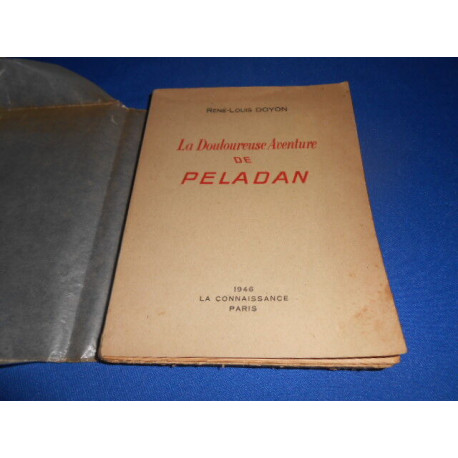 René-Louis DOYON
La Douloureuse Aventure
DE
PELADAN
1946
LA CONNAISSANCE
PARIS